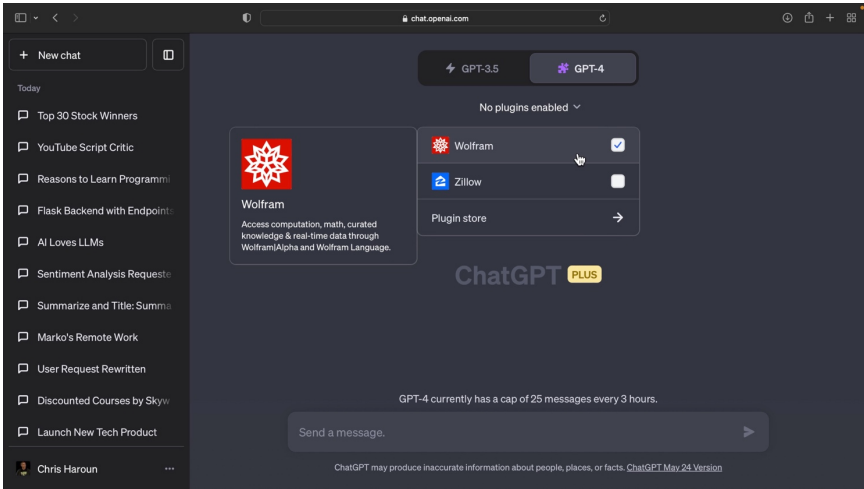 chat.openai.com
New chat
Today
Top 30 Stock Winners
YouTube Script Critic
Reasons to Learn Programmi
Flask Backend with Endpoints
AI Loves LLMs
Sentiment Analysis Requeste
Summarize and Title: Summa
Marko's Remote Work
User Request Rewritten
Discounted Courses by Skyw
Launch New Tech Product
Chris Haroun
GPT-3.5
GPT-4
No plugins enabled
Wolfram
Zillow
Plugin store
Wolfram
Access computation, math, curated
knowledge & real-time data through
Wolfram|Alpha and Wolfram Language.
ChatGPT PLUS
GPT-4 currently has a cap of 25 messages every 3 hours.
Send a message.
ChatGPT may produce inaccurate information about people, places, or facts. ChatGPT May 24 Version